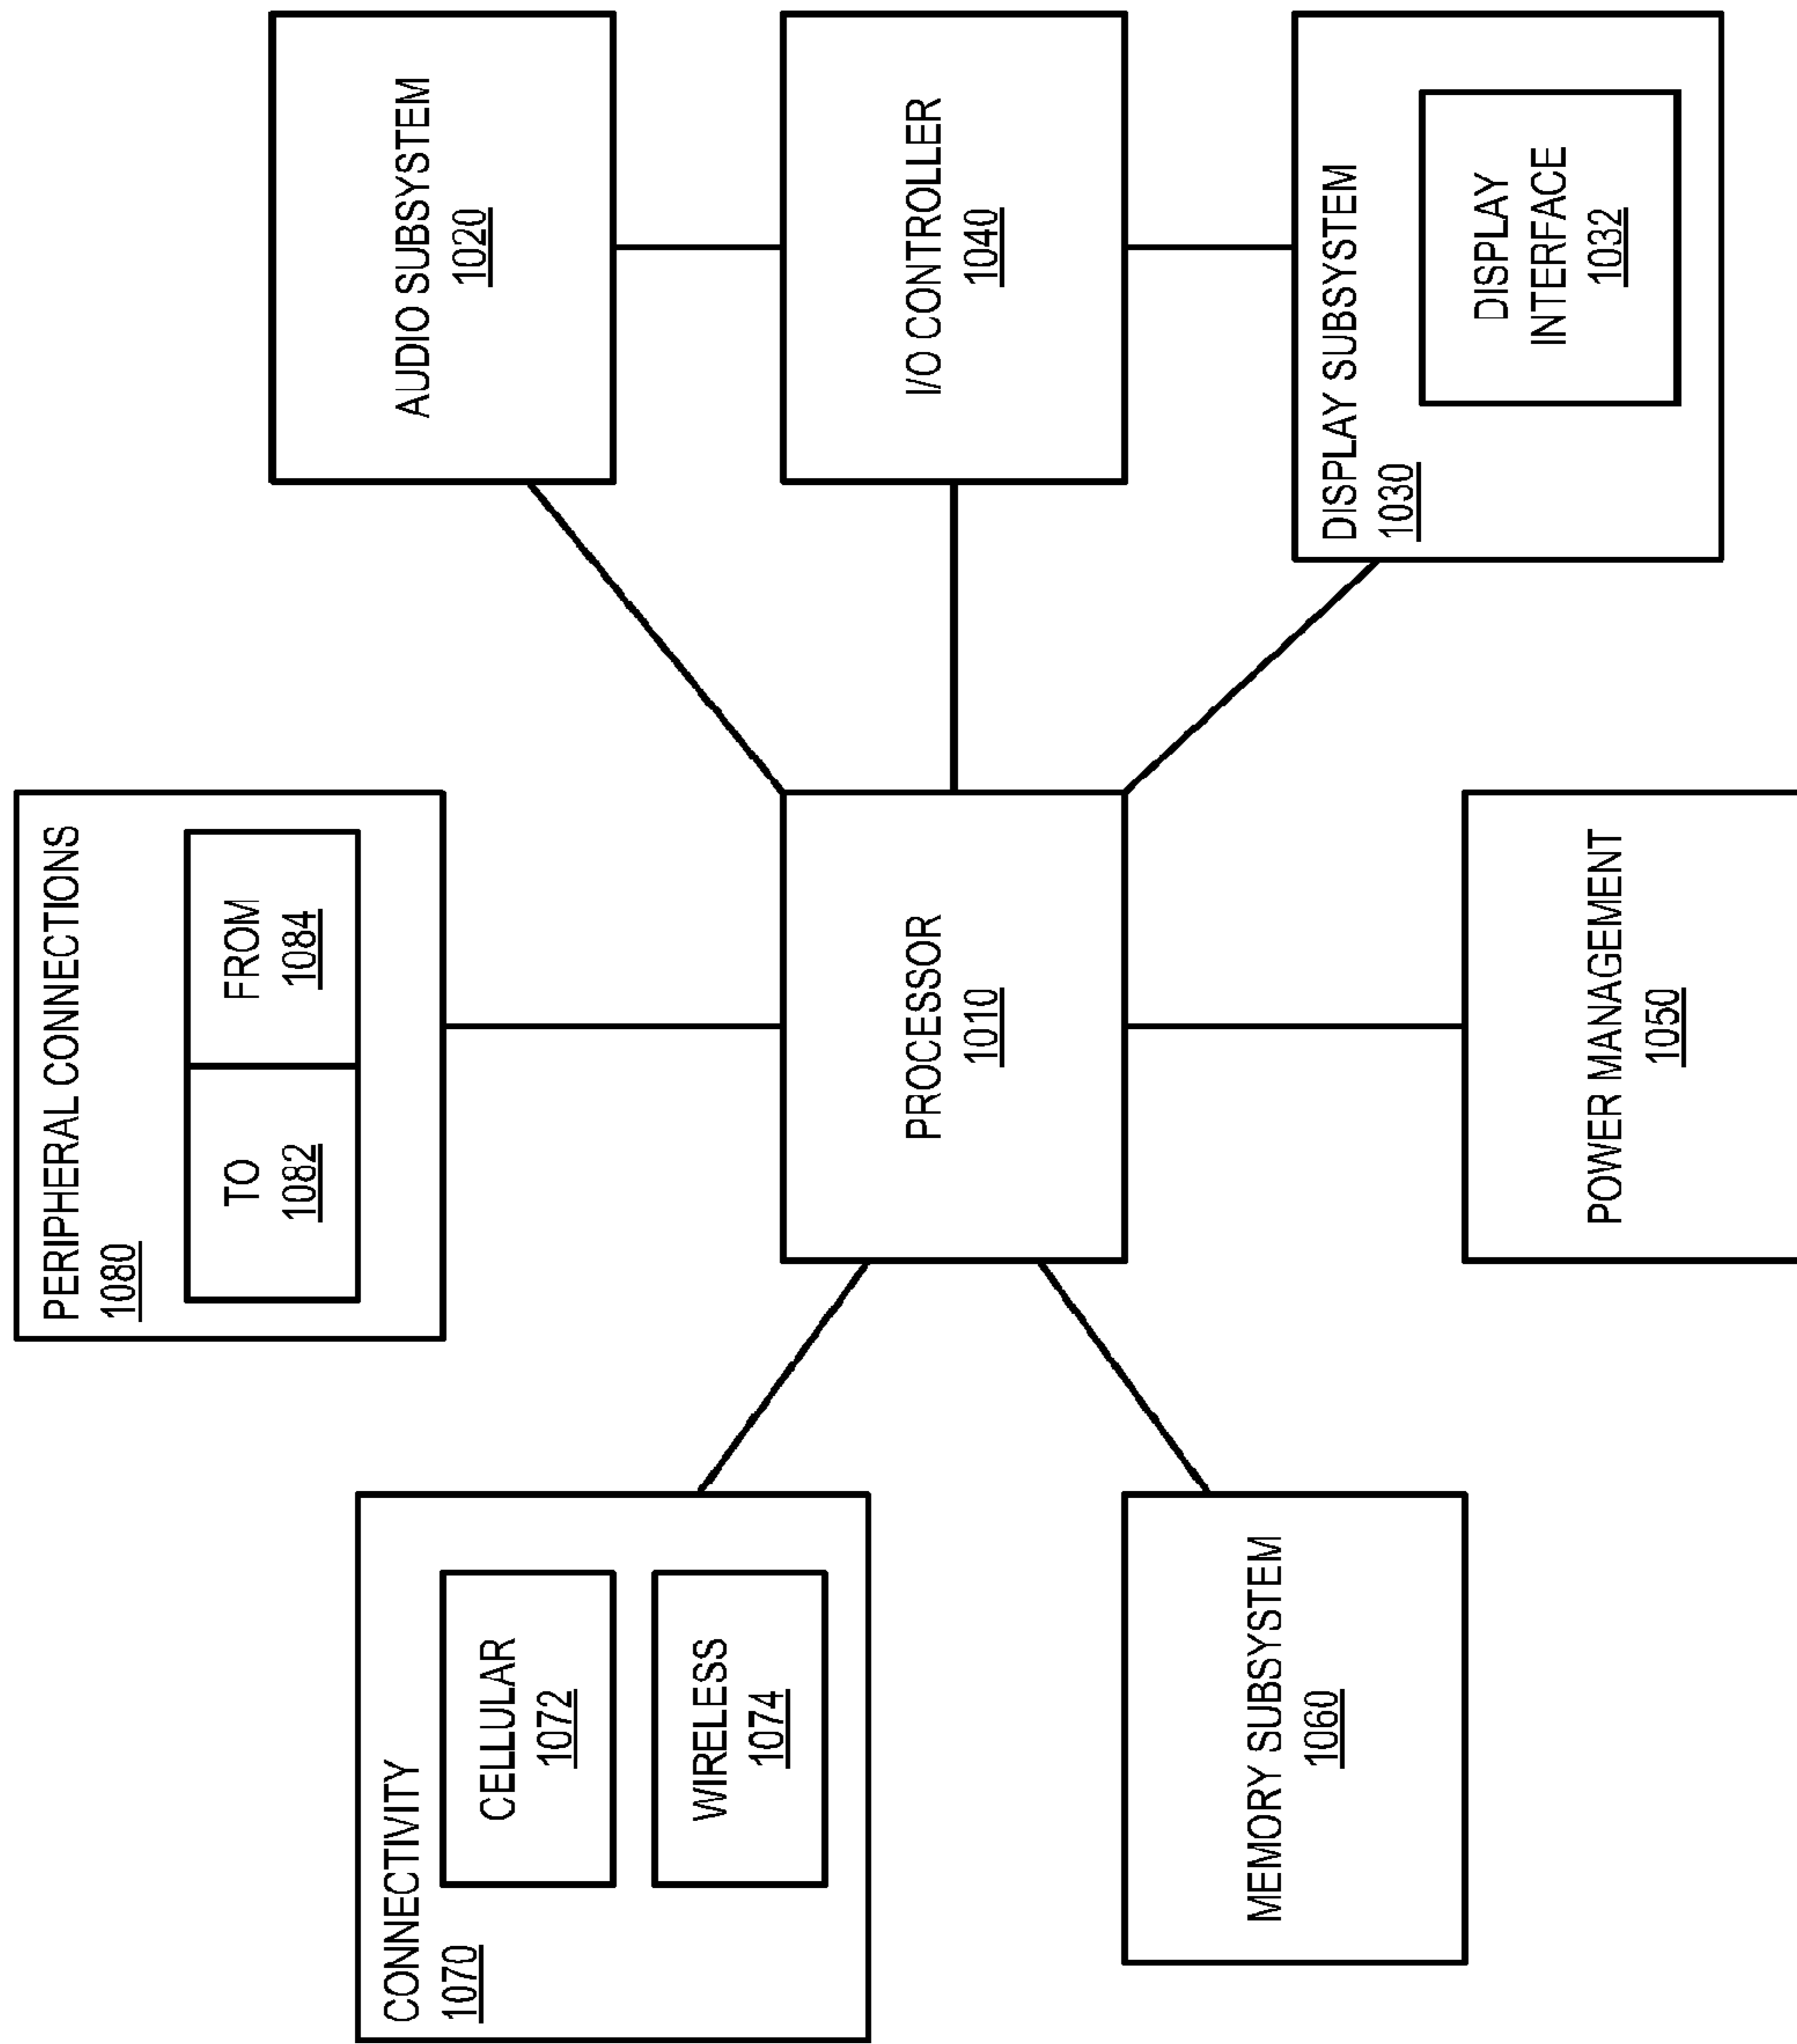 PERIPHERAL CONNECTIONS
1080
TO
1082
FROM
1084
CONNECTIVITY
1070
CELLULAR
1072
WIRELESS
1074
AUDIO SUBSYSTEM
1020
PROCESSOR
1010
I/O CONTROLLER
1040
MEMORY SUBSYSTEM
1060
DISPLAY SUBSYSTEM
1030
DISPLAY
INTERFACE
1032
POWER MANAGEMENT
1050